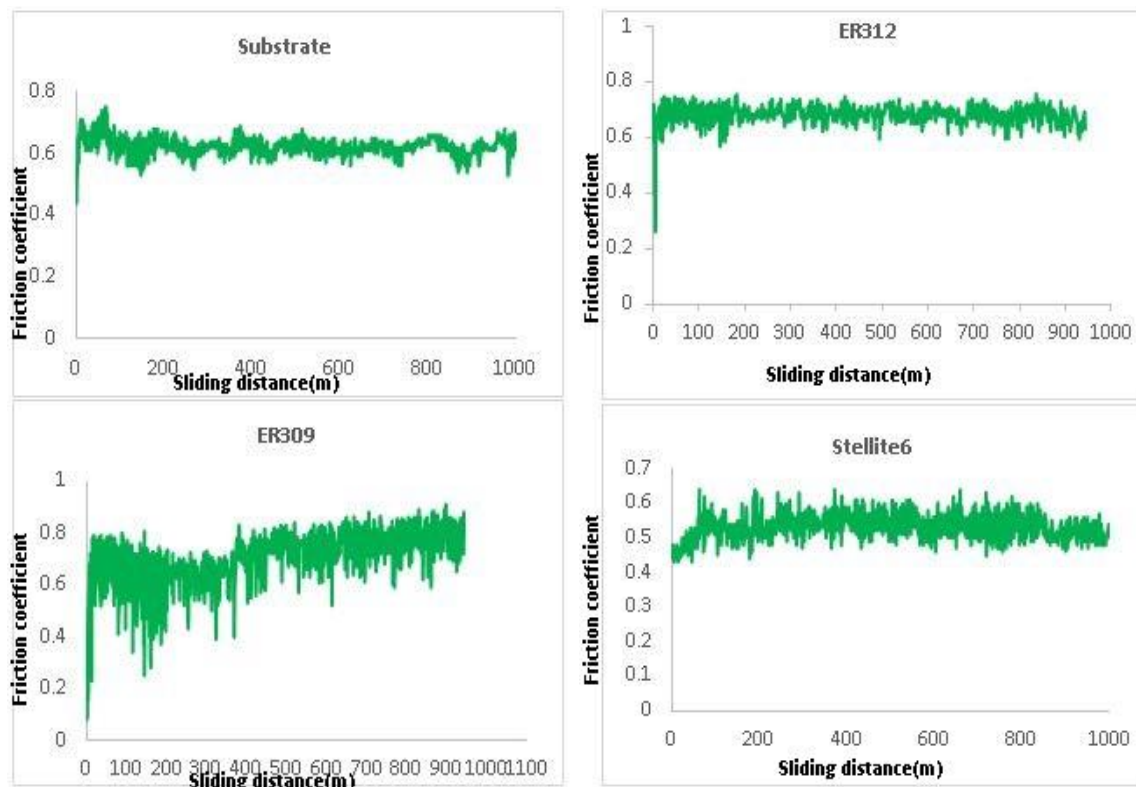 Substrate
Friction coefficient
0.8
0.6
0.4
0.2
0
0 200 400 600 800 1000
Sliding distance(m)
ER312
Friction coefficient
1
0.8
0.6
0.4
0.2
0
0 100 200 300 400 500 600 700 800 900 1000
Sliding distance(m)
ER309
Friction coefficient
1
0.8
0.6
0.4
0.2
0
0 100 200 300 400 500 600 700 800 900 1000 1100
Sliding distance(m)
Stellite6
Friction coefficient
0.7
0.6
0.5
0.4
0.3
0.2
0.1
0
0 200 400 600 800 1000
Sliding distance(m)